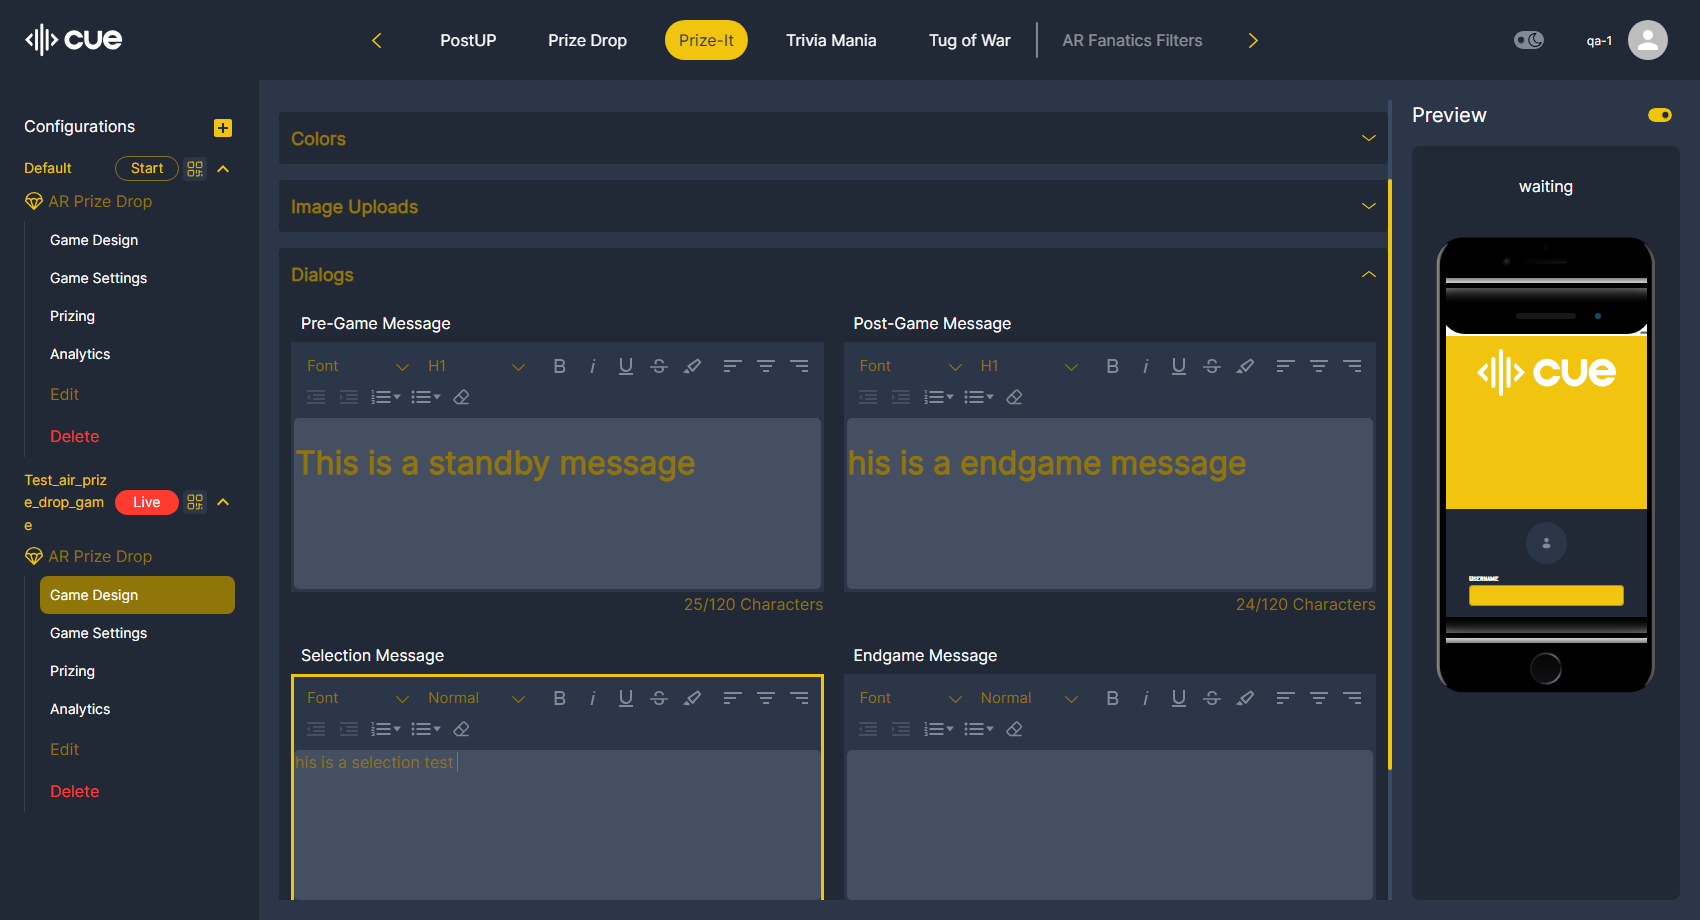 cue
PostUP
Prize Drop
Prize-It
Trivia Mania
Tug of War
AR Fanatics Filters
qa-1
Configurations
Default
Start
AR Prize Drop
Game Design
Game Settings
Prizing
Analytics
Edit
Delete
Test_air_priz
e_drop_gam
e
Live
AR Prize Drop
Game Design
Game Settings
Prizing
Analytics
Edit
Delete
Colors
Image Uploads
Dialogs
Pre-Game Message
Font
H1
This is a standby message
25/120 Characters
Post-Game Message
Font
H1
his is a endgame message
24/120 Characters
Selection Message
Font
Normal
his is a selection test
Endgame Message
Font
Normal
Preview
waiting
cue
USERNAME